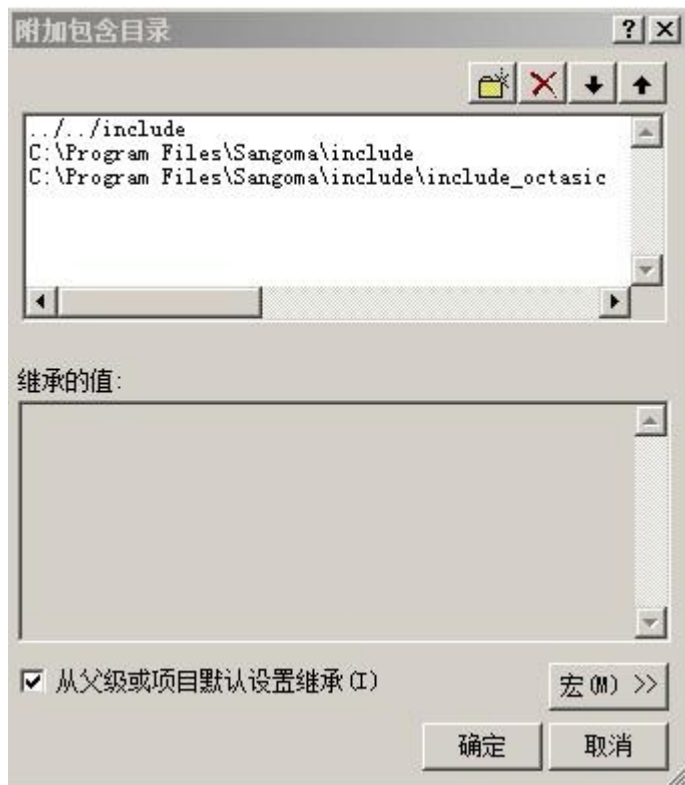 附加包含目录
../../include
C:\Program Files\Sangoma\include
C:\Program Files\Sangoma\include\include_octasic
继承的值:
从父级或项目默认设置继承(I)
宏(M) >>
确定
取消